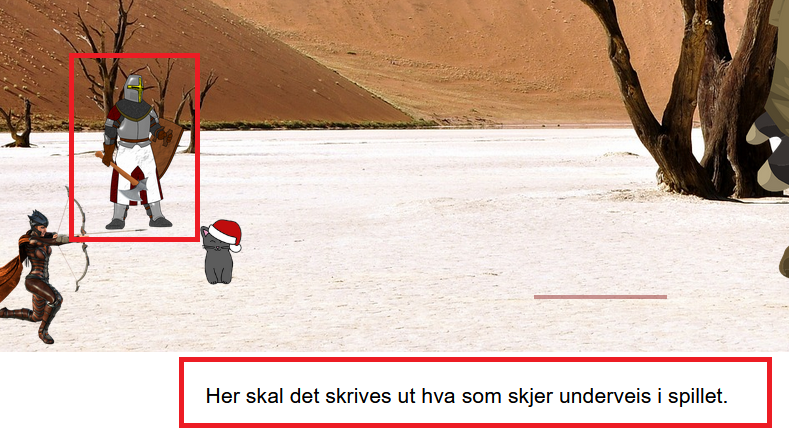 Her skal det skrives ut hva som skjer underveis i spillet.